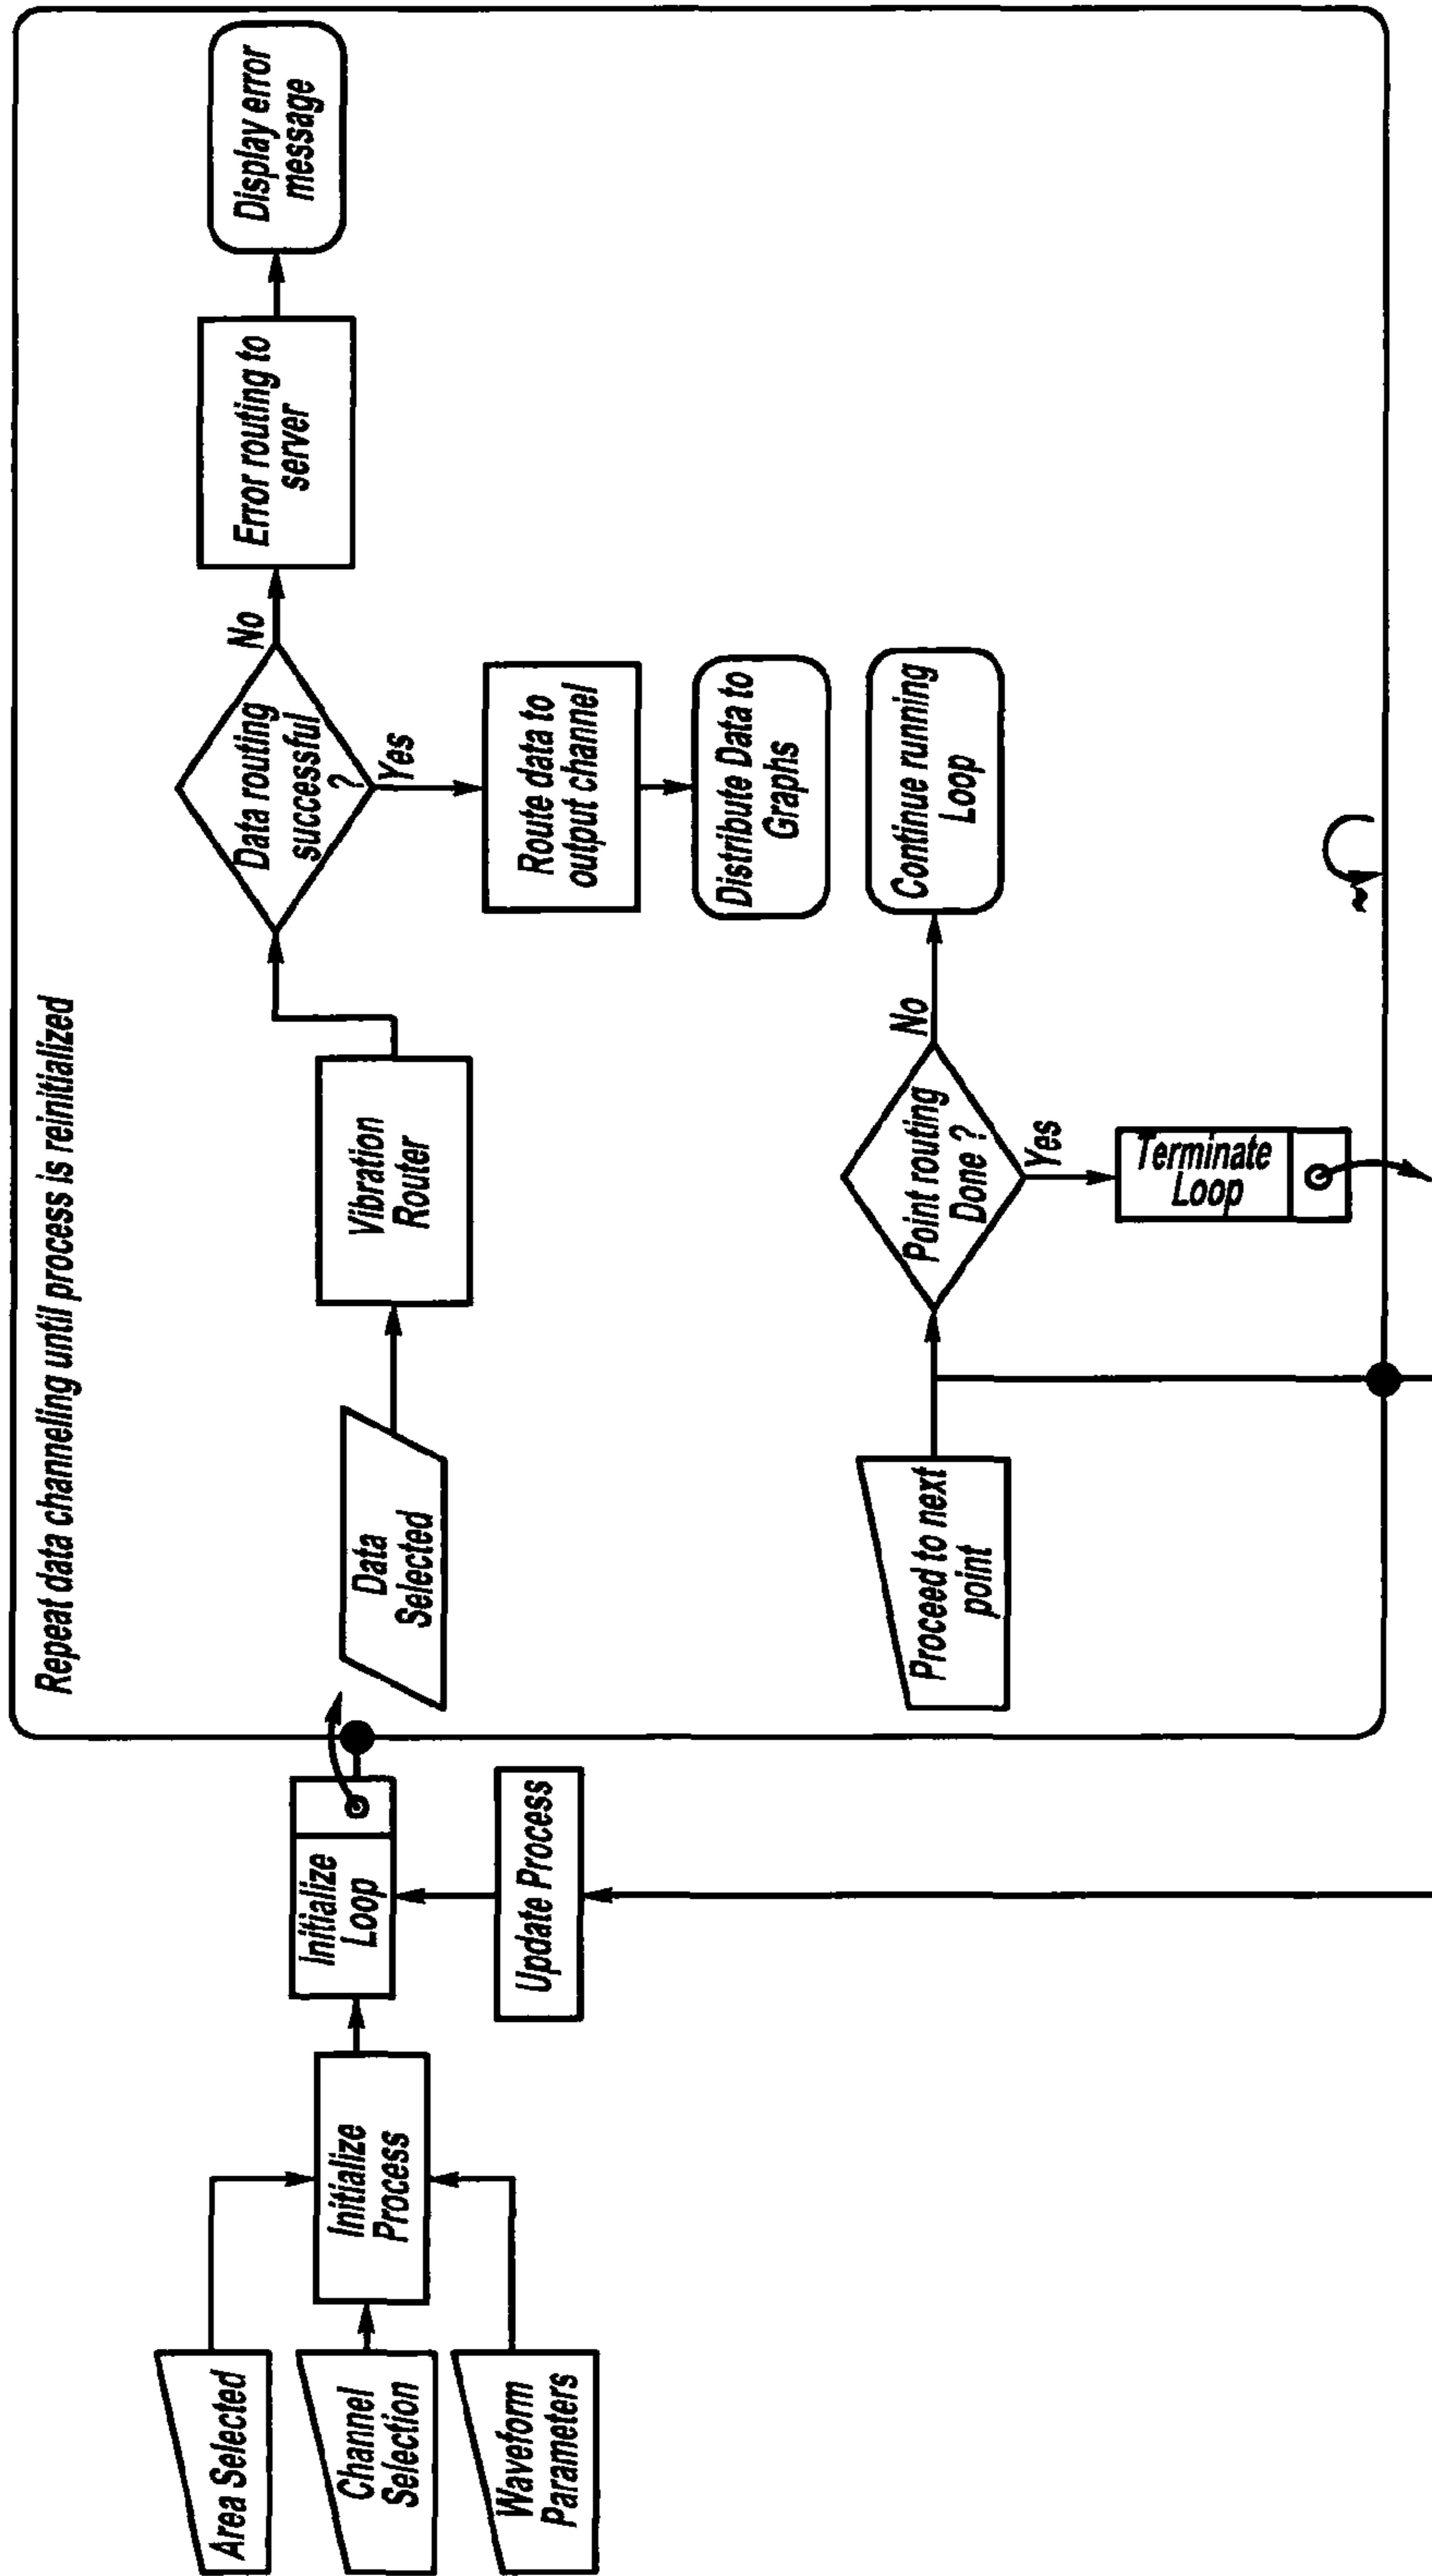 Repeat data channeling until process is reinitialized
Area Selected
Channel
Selection
Waveform
Parameters
Initialize
Process
Initialize
Loop
Update Process
Data
Selected
Vibration
Router
Data routing
successful
?
No
Yes
Error routing to
server
Display error
message
Route data to
output channel
Distribute Data to
Graphs
Proceed to next
point
Point routing
Done ?
No
Yes
Continue running
Loop
Terminate
Loop